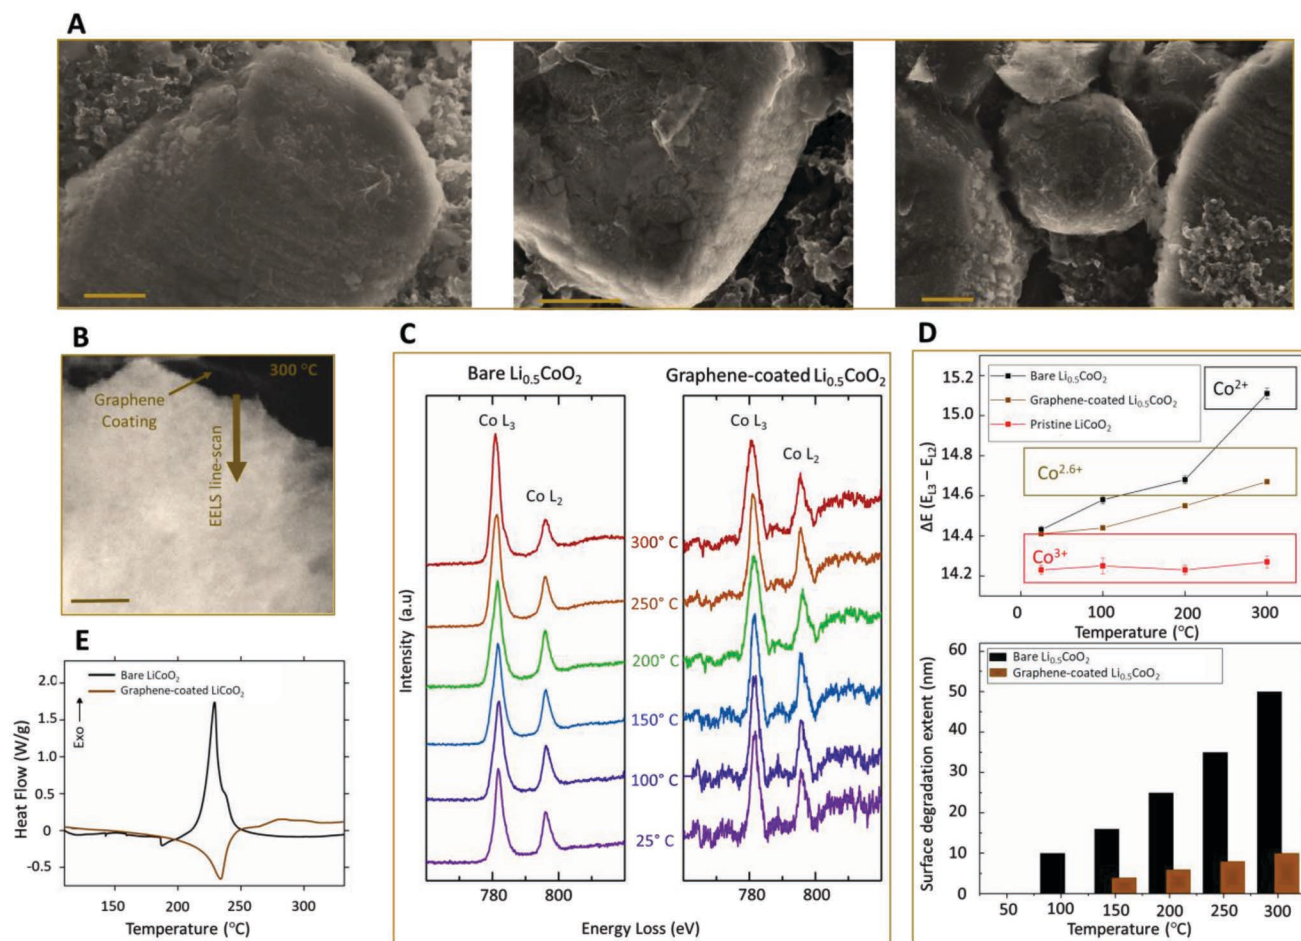 A
B
300 °C
Graphene
Coating
EELS line-scan
C
Bare Li₀.₅CoO₂
Graphene-coated Li₀.₅CoO₂
Co L₃
Co L₂
Co L₃
Co L₂
300° C
250° C
200° C
150° C
100° C
25° C
Intensity (a.u)
780
800
780
800
Energy Loss (eV)
D
15.2
15.0
14.8
14.6
14.4
14.2
ΔE (E_L3 – E_L2)
Bare Li₀.₅CoO₂
Graphene-coated Li₀.₅CoO₂
Pristine LiCoO₂
Co²⁺
Co²·⁶⁺
Co³⁺
0
100
200
300
Temperature (°C)
Surface degradation extent (nm)
60
50
40
30
20
10
0
Bare Li₀.₅CoO₂
Graphene-coated Li₀.₅CoO₂
50
100
150
200
250
300
Temperature (°C)
E
Heat Flow (W/g)
2.0
1.5
1.0
0.5
0
-0.5
Exo
Bare LiCoO₂
Graphene-coated LiCoO₂
150
200
250
300
Temperature (°C)